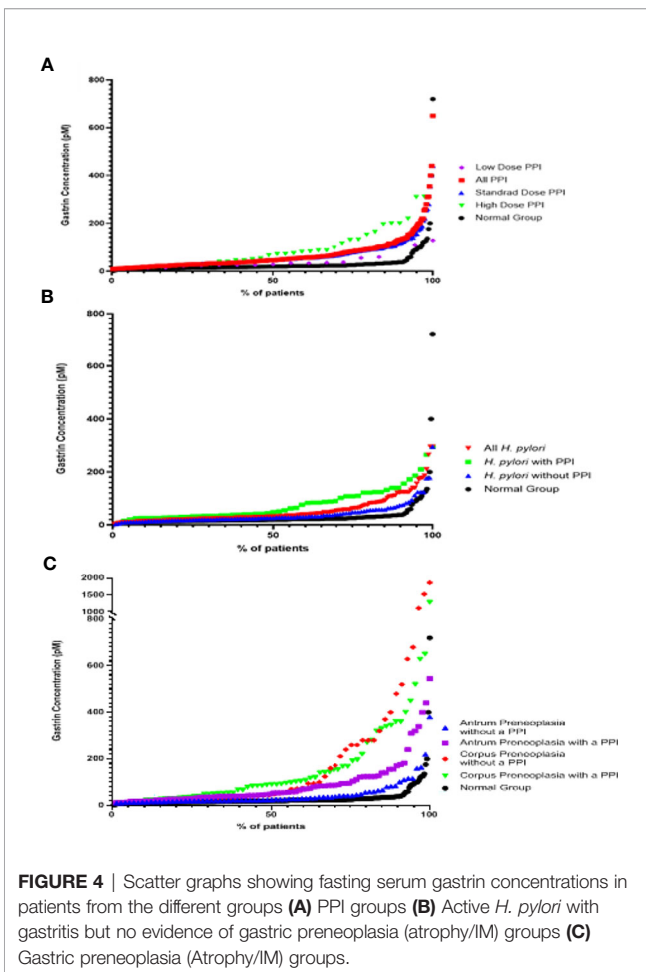 A
800
600
400
200
0
Gastrin Concentration (pM)
0
50
100
% of patients
Low Dose PPI
All PPI
Standrad Dose PPI
High Dose PPI
Normal Group
B
800
600
400
200
0
Gastrin Concentration (pM)
0
50
100
% of patients
All H. pylori
H. pylori with PPI
H. pylori without PPI
Normal Group
C
2000
1500
1000
800
600
400
200
0
Gastrin Concentration (pM)
0
50
100
% of patients
Antrum Preneoplasia
without a PPI
Antrum Preneoplasia with a PPI
Corpus Preneoplasia
without a PPI
Corpus Preneoplasia with a PPI
Normal Group
FIGURE 4 | Scatter graphs showing fasting serum gastrin concentrations in
patients from the different groups (A) PPI groups (B) Active H. pylori with
gastritis but no evidence of gastric preneoplasia (atrophy/IM) groups (C)
Gastric preneoplasia (Atrophy/IM) groups.